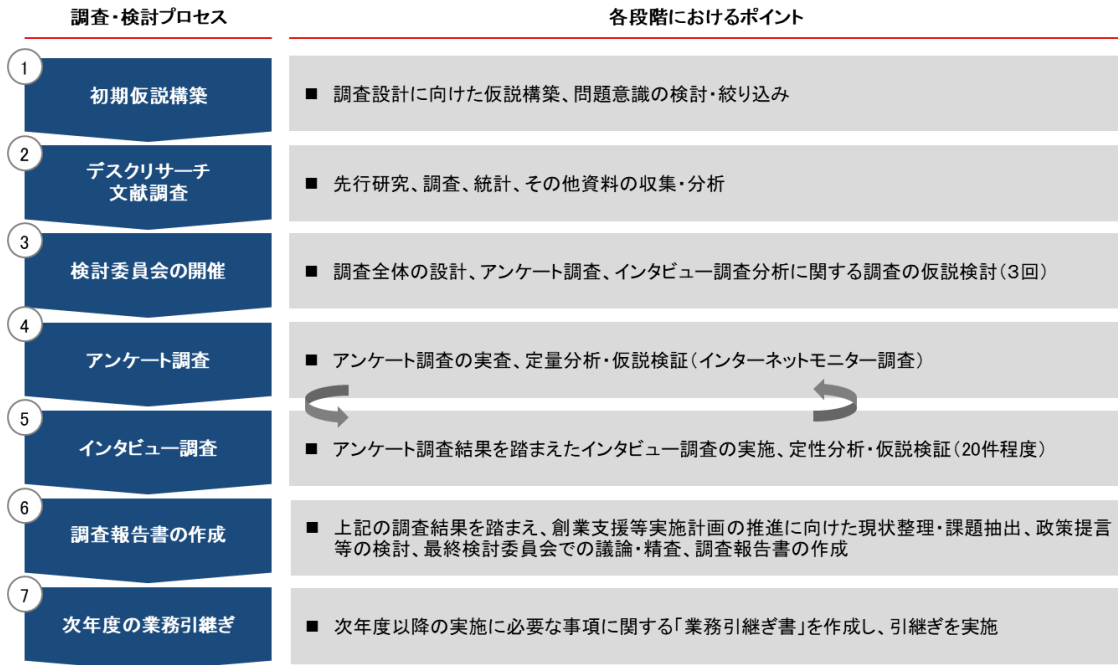 調査・検討プロセス
各段階におけるポイント
1
初期仮説構築
■ 調査設計に向けた仮説構築、問題意識の検討・絞り込み
2
デスクリサーチ
文献調査
■ 先行研究、調査、統計、その他資料の収集・分析
3
検討委員会の開催
■ 調査全体の設計、アンケート調査、インタビュー調査分析に関する調査の仮説検討（３回）
4
アンケート調査
■ アンケート調査の実査、定量分析・仮説検証（インターネットモニター調査）
5
インタビュー調査
■ アンケート調査結果を踏まえたインタビュー調査の実施、定性分析・仮説検証（20件程度）
6
調査報告書の作成
■ 上記の調査結果を踏まえ、創業支援等実施計画の推進に向けた現状整理・課題抽出、政策提言
等の検討、最終検討委員会での議論・精査、調査報告書の作成
7
次年度の業務引継ぎ
■ 次年度以降の実施に必要な事項に関する「業務引継ぎ書」を作成し、引継ぎを実施